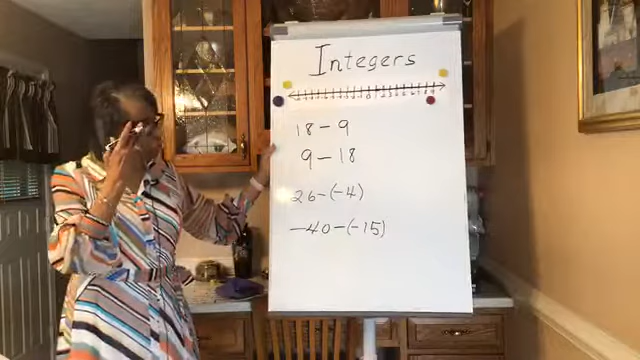 Integers
18 - 9
9 - 18
26 - (-4)
-40 - (-15)